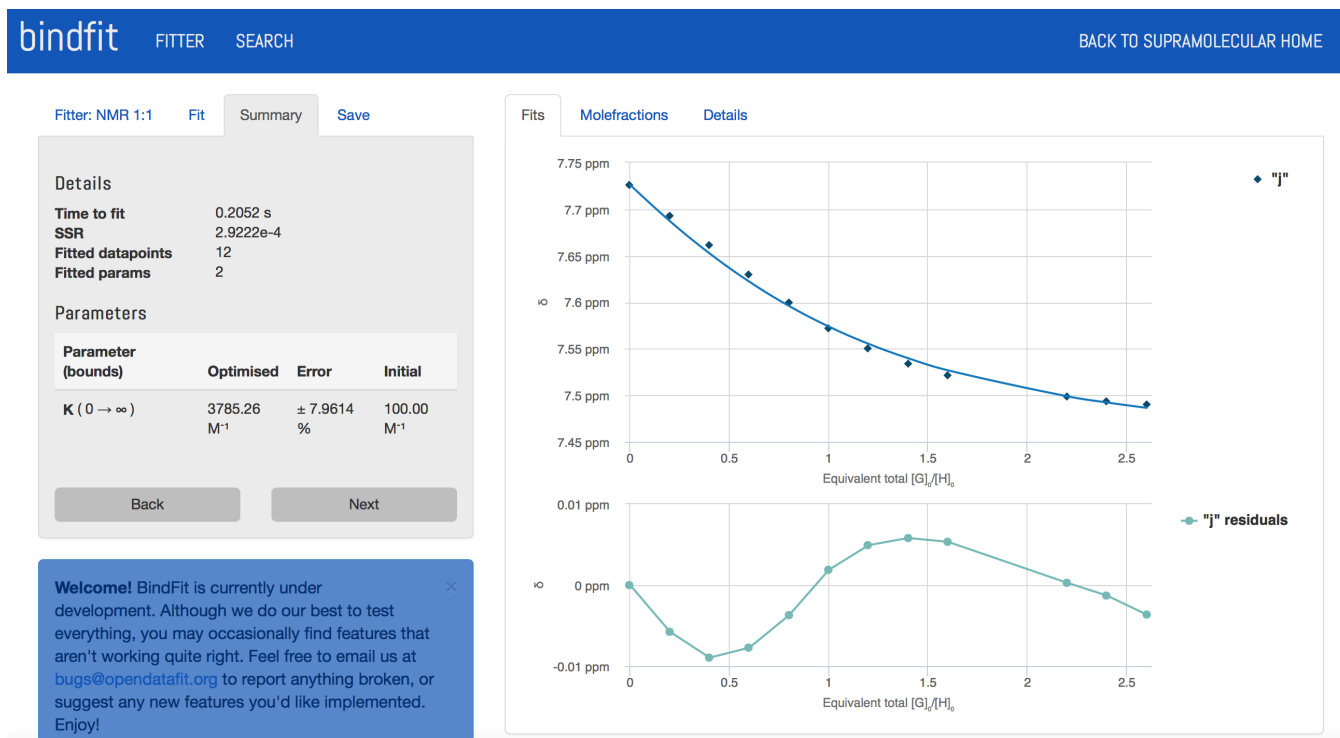 bindfit FITTER SEARCH BACK TO SUPRAMOLECULAR HOME
Fitter: NMR 1:1 Fit Summary Save
Details
Time to fit 0.2052 s
SSR 2.9222e-4
Fitted datapoints 12
Fitted params 2
Parameters
Parameter
(bounds) Optimised Error Initial
K ( 0 → ∞ ) 3785.26 ± 7.9614 100.00
M⁻¹ % M⁻¹
Back Next
Welcome! BindFit is currently under ×
development. Although we do our best to test
everything, you may occasionally find features that
aren't working quite right. Feel free to email us at
bugs@opendatafit.org to report anything broken, or
suggest any new features you'd like implemented.
Enjoy!
Fits Molefractions Details
7.75 ppm
7.7 ppm
7.65 ppm
7.6 ppm
7.55 ppm
7.5 ppm
7.45 ppm
δ
0 0.5 1 1.5 2 2.5
Equivalent total [G]₀/[H]₀
"j"
0.01 ppm
0 ppm
-0.01 ppm
δ
0 0.5 1 1.5 2 2.5
Equivalent total [G]₀/[H]₀
"j" residuals